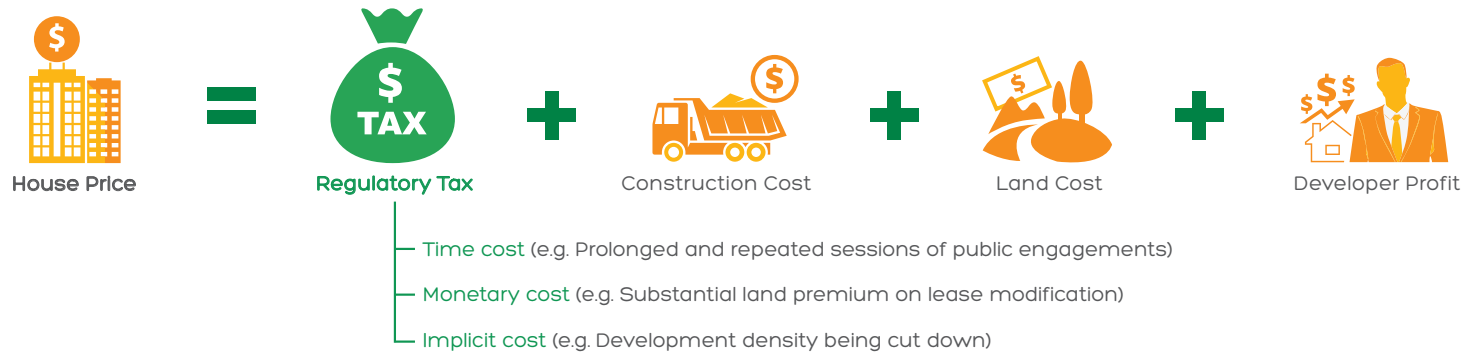 $
$
TAX
$
$
$ $ $
House Price
Regulatory Tax
Construction Cost
Land Cost
Developer Profit
Time cost (e.g. Prolonged and repeated sessions of public engagements)
Monetary cost (e.g. Substantial land premium on lease modification)
Implicit cost (e.g. Development density being cut down)